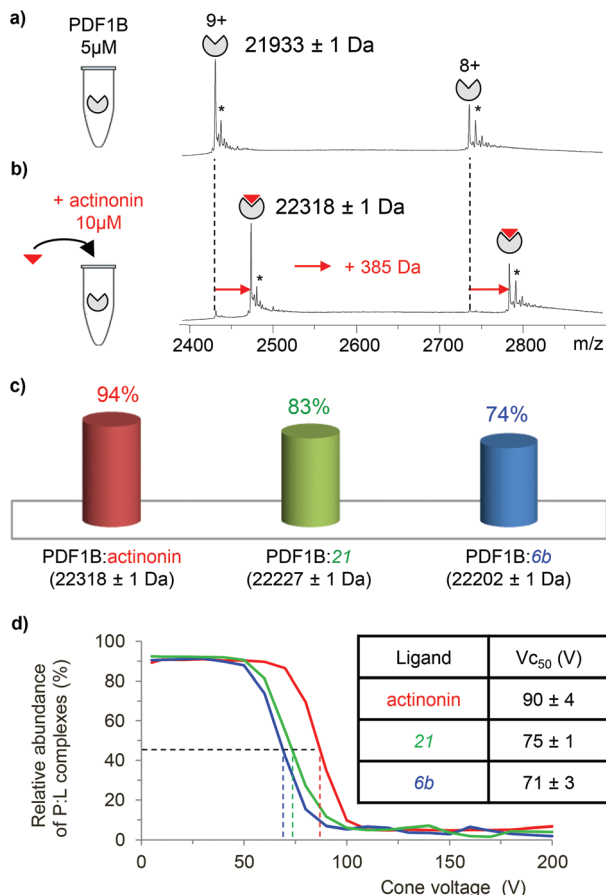 a)
PDF1B
5µM
9+
21933 ± 1 Da
*
8+
*
b)
+ actinonin
10µM
22318 ± 1 Da
*
+ 385 Da
*
2400
2500
2600
2700
2800
m/z
c)
94%
83%
74%
PDF1B:actinonin
(22318 ± 1 Da)
PDF1B:21
(22227 ± 1 Da)
PDF1B:6b
(22202 ± 1 Da)
d)
Relative abundance
of P:L complexes (%)
100
80
60
40
20
0
0
50
100
150
200
Cone voltage (V)
Ligand
Vc50 (V)
actinonin
90 ± 4
21
75 ± 1
6b
71 ± 3